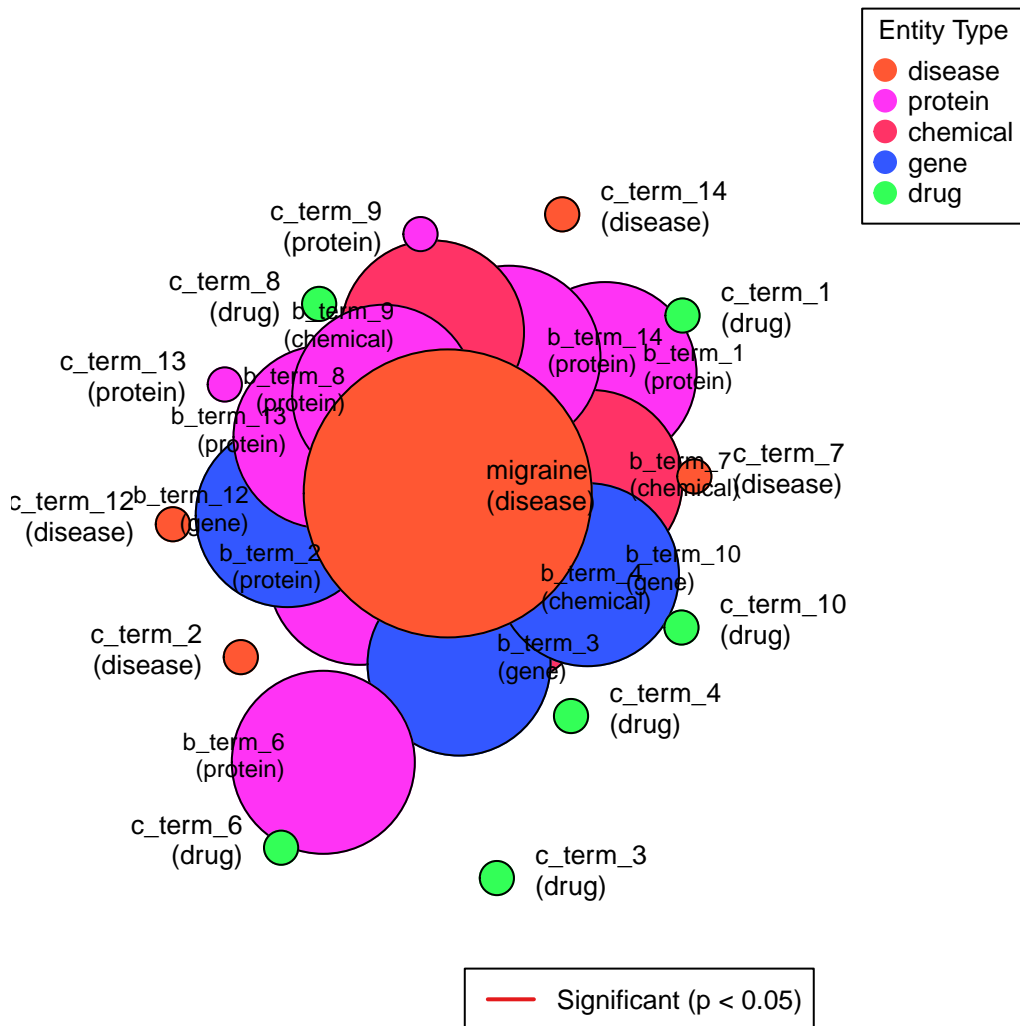 Entity Type
disease
protein
chemical
gene
drug
c_term_14
(disease)
c_term_9
(protein)
c_term_8
(drug)
c_term_1
(drug)
b_term_9
(chemical)
b_term_14
(protein)
b_term_1
(protein)
c_term_13
(protein)
b_term_8
(protein)
b_term_13
(protein)
migraine
(disease)
b_term_7
(chemical)
c_term_7
(disease)
c_term_12
(disease)
b_term_12
(gene)
b_term_2
(protein)
b_term_10
(gene)
b_term_4
(chemical)
c_term_10
(drug)
c_term_2
(disease)
b_term_3
(gene)
c_term_4
(drug)
b_term_6
(protein)
c_term_6
(drug)
c_term_3
(drug)
Significant (p < 0.05)